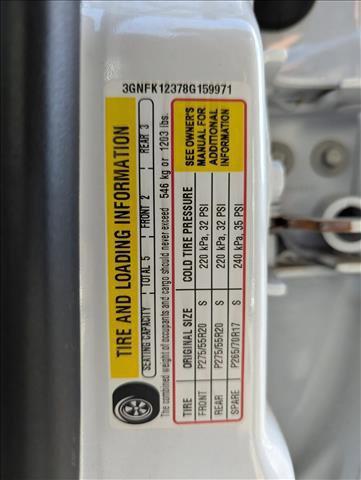 3GNFK12378G159971
TIRE AND LOADING INFORMATION
SEATING CAPACITY TOTAL 5 FRONT 2 REAR 3
The combined weight of occupants and cargo should never exceed 546 kg or 1203 lbs.
TIRE ORIGINAL SIZE COLD TIRE PRESSURE
FRONT P275/55R20 S 220 kPa, 32 PSI
REAR P275/55R20 S 220 kPa, 32 PSI
SPARE P265/70R17 S 240 kPa, 35 PSI
SEE OWNER'S
MANUAL FOR
ADDITIONAL
INFORMATION